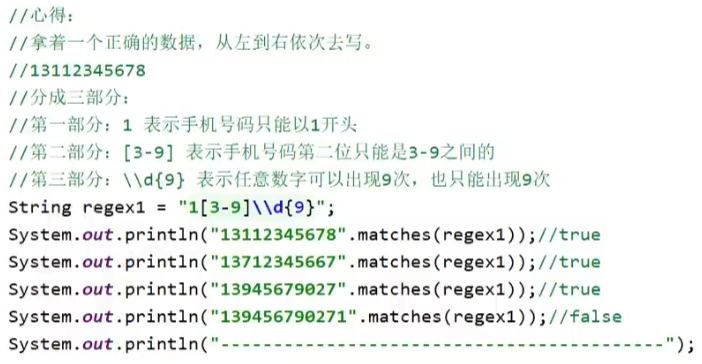 //心得：
//拿着一个正确的数据，从左到右依次去写。
//13112345678
//分成三部分：
//第一部分：1 表示手机号码只能以1开头
//第二部分：[3-9] 表示手机号码第二位只能是3-9之间的
//第三部分：\\d{9} 表示任意数字可以出现9次，也只能出现9次
String regex1 = "1[3-9]\\d{9}";
System.out.println("13112345678".matches(regex1));//true
System.out.println("13712345667".matches(regex1));//true
System.out.println("13945679027".matches(regex1));//true
System.out.println("139456790271".matches(regex1));//false
System.out.println("-------------------------------------------");